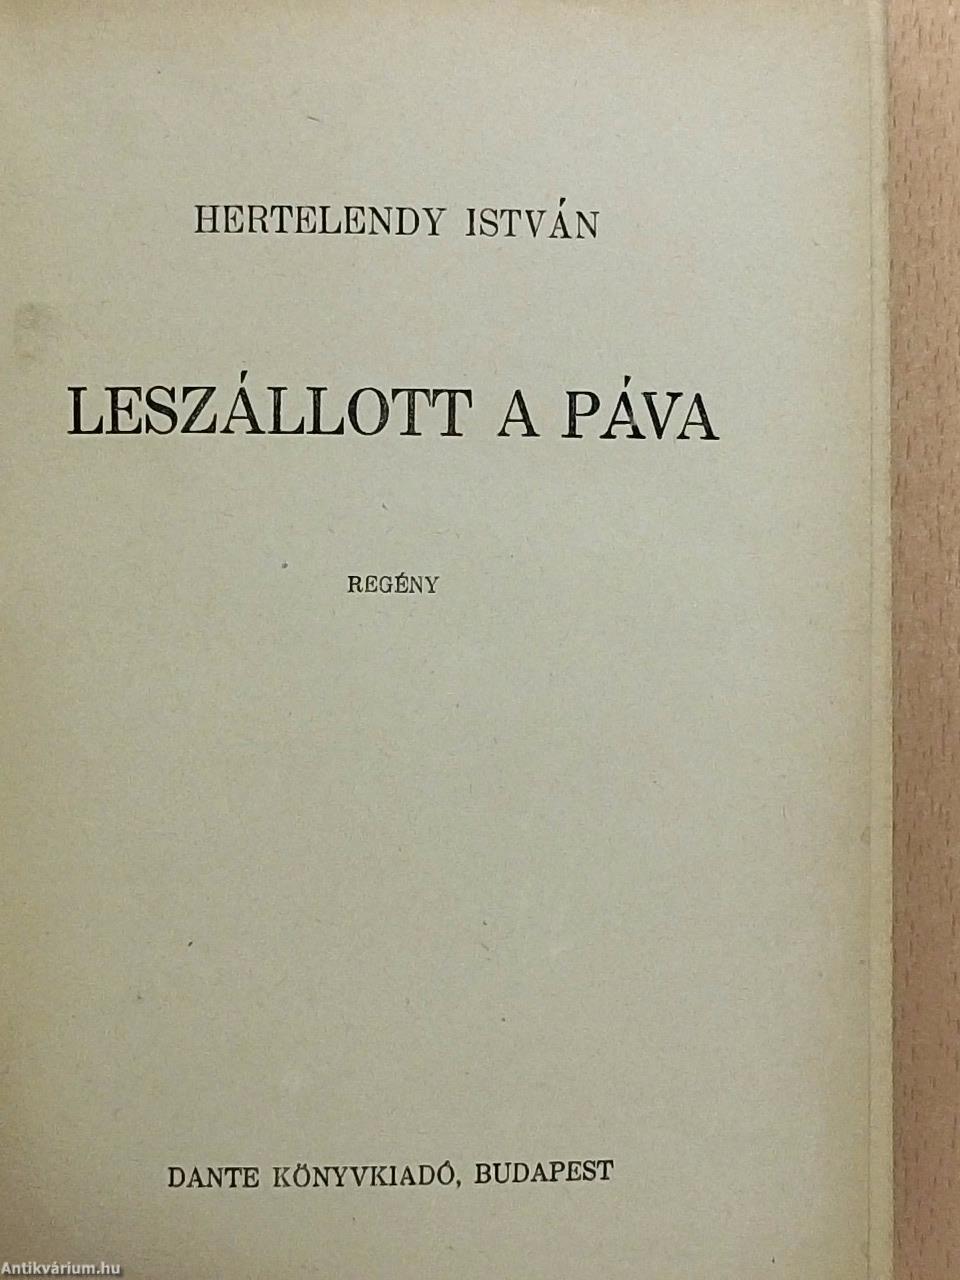 HERTELENDY ISTVÁN
LESZÁLLOTT A PÁVA
REGÉNY
DANTE KÖNYVKIADÓ, BUDAPEST
Antikvárium.hu